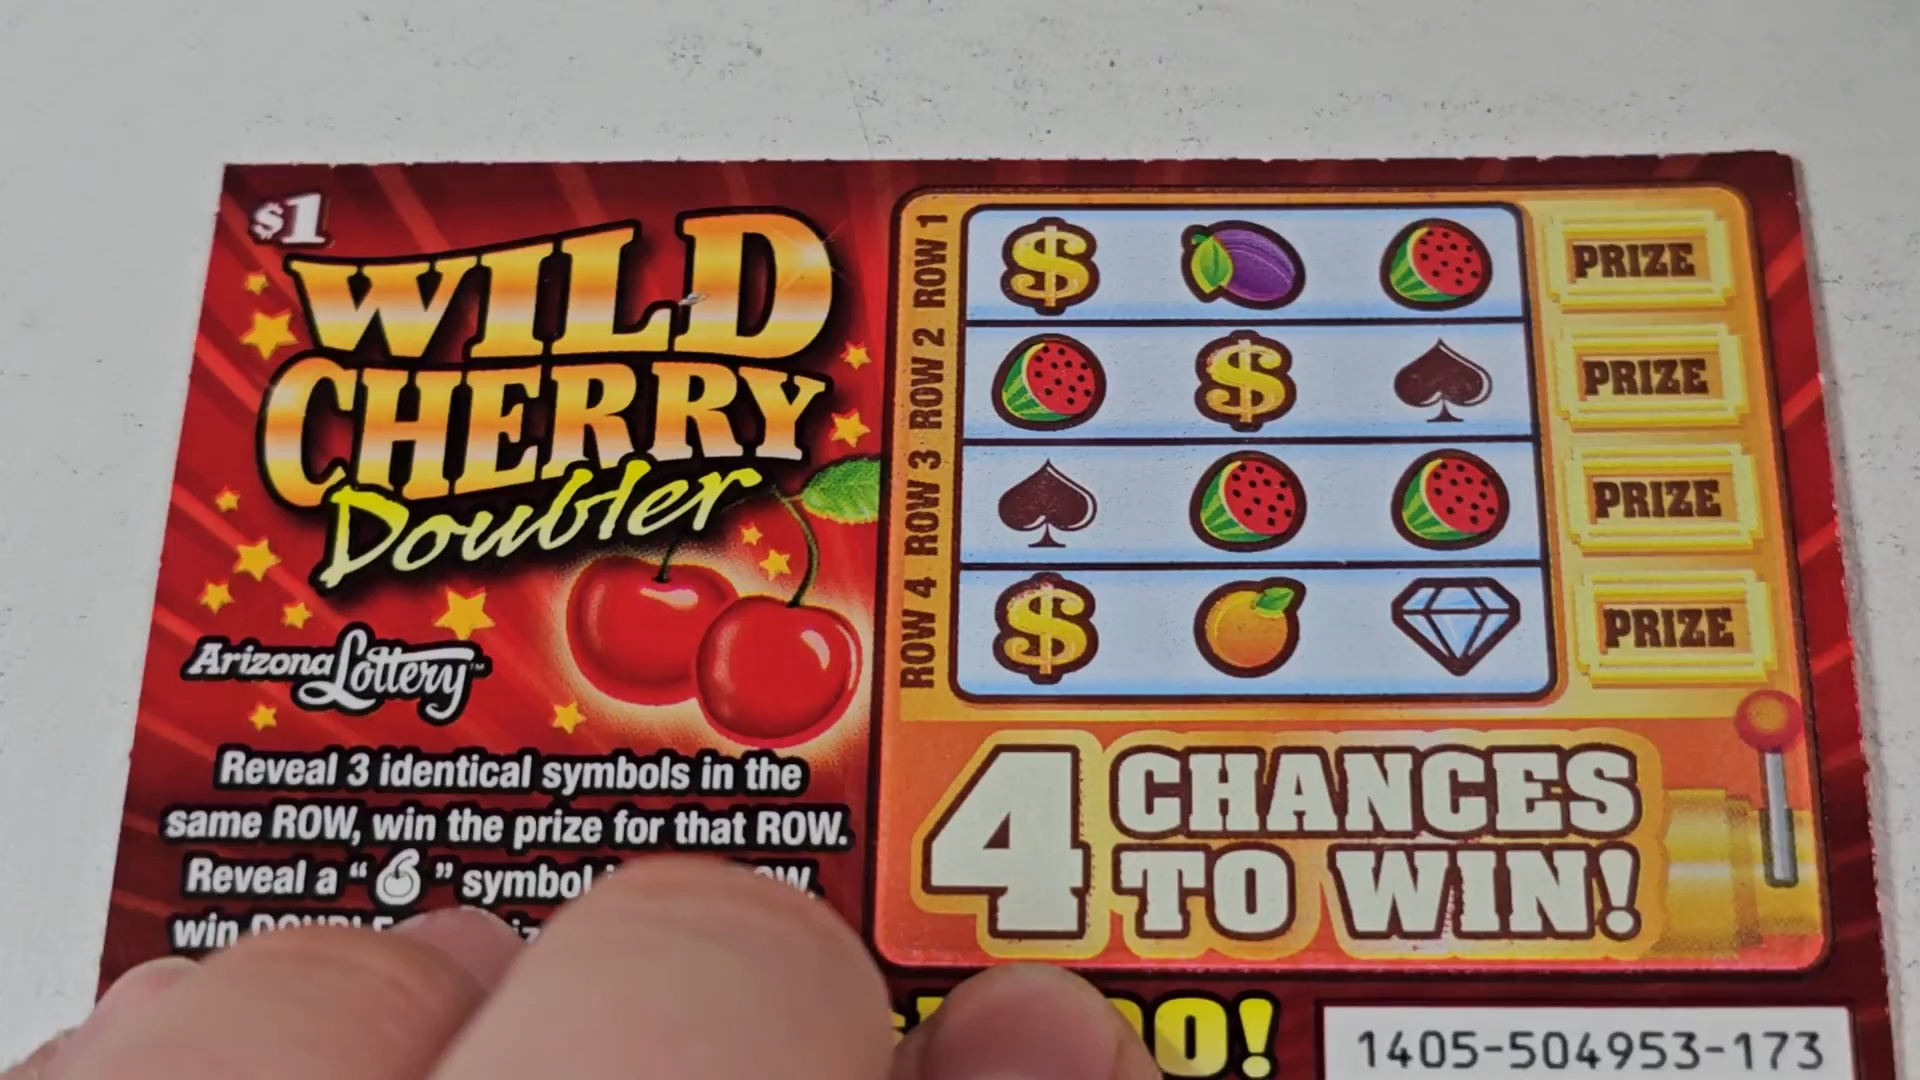 $1
WILD
CHERRY
Doubler
Arizona Lottery™
Reveal 3 identical symbols in the
same ROW, win the prize for that ROW.
Reveal a " " symbol
win DOUBLE
ROW 1
ROW 2
ROW 3
ROW 4
PRIZE
PRIZE
PRIZE
PRIZE
4 CHANCES
TO WIN!
1405-504953-173